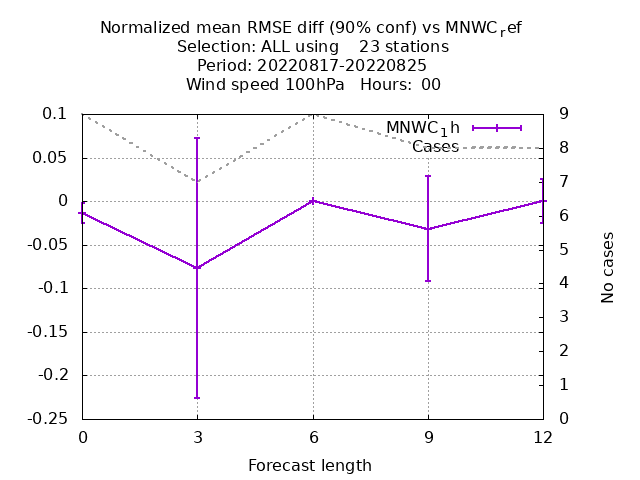 Normalized mean RMSE diff (90% conf) vs MNWC_ref
Selection: ALL using    23 stations
Period: 20220817-20220825
Wind speed 100hPa   Hours:  00
MNWC_1h
Cases
0.1
0.05
0
-0.05
-0.1
-0.15
-0.2
-0.25
9
8
7
6
5
4
3
2
1
0
No cases
0
3
6
9
12
Forecast length